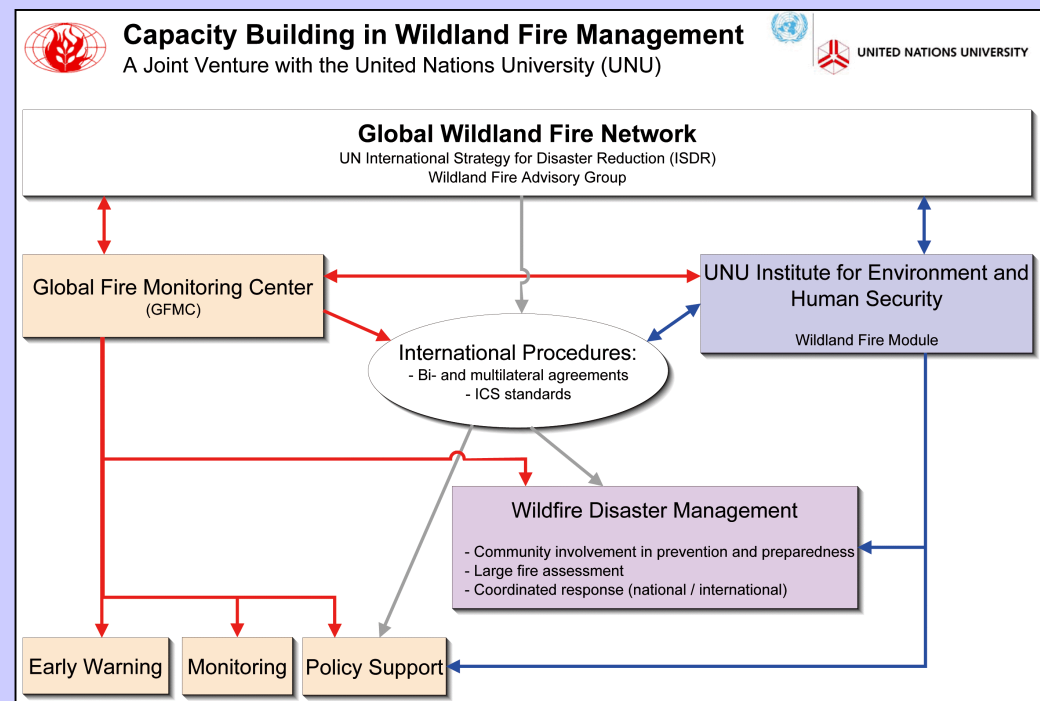 Capacity Building in Wildland Fire Management
A Joint Venture with the United Nations University (UNU)
UNITED NATIONS UNIVERSITY
Global Wildland Fire Network
UN International Strategy for Disaster Reduction (ISDR)
Wildland Fire Advisory Group
Global Fire Monitoring Center
(GFMC)
UNU Institute for Environment and
Human Security
Wildland Fire Module
International Procedures:
- Bi- and multilateral agreements
- ICS standards
Wildfire Disaster Management
- Community involvement in prevention and preparedness
- Large fire assessment
- Coordinated response (national / international)
Early Warning
Monitoring
Policy Support